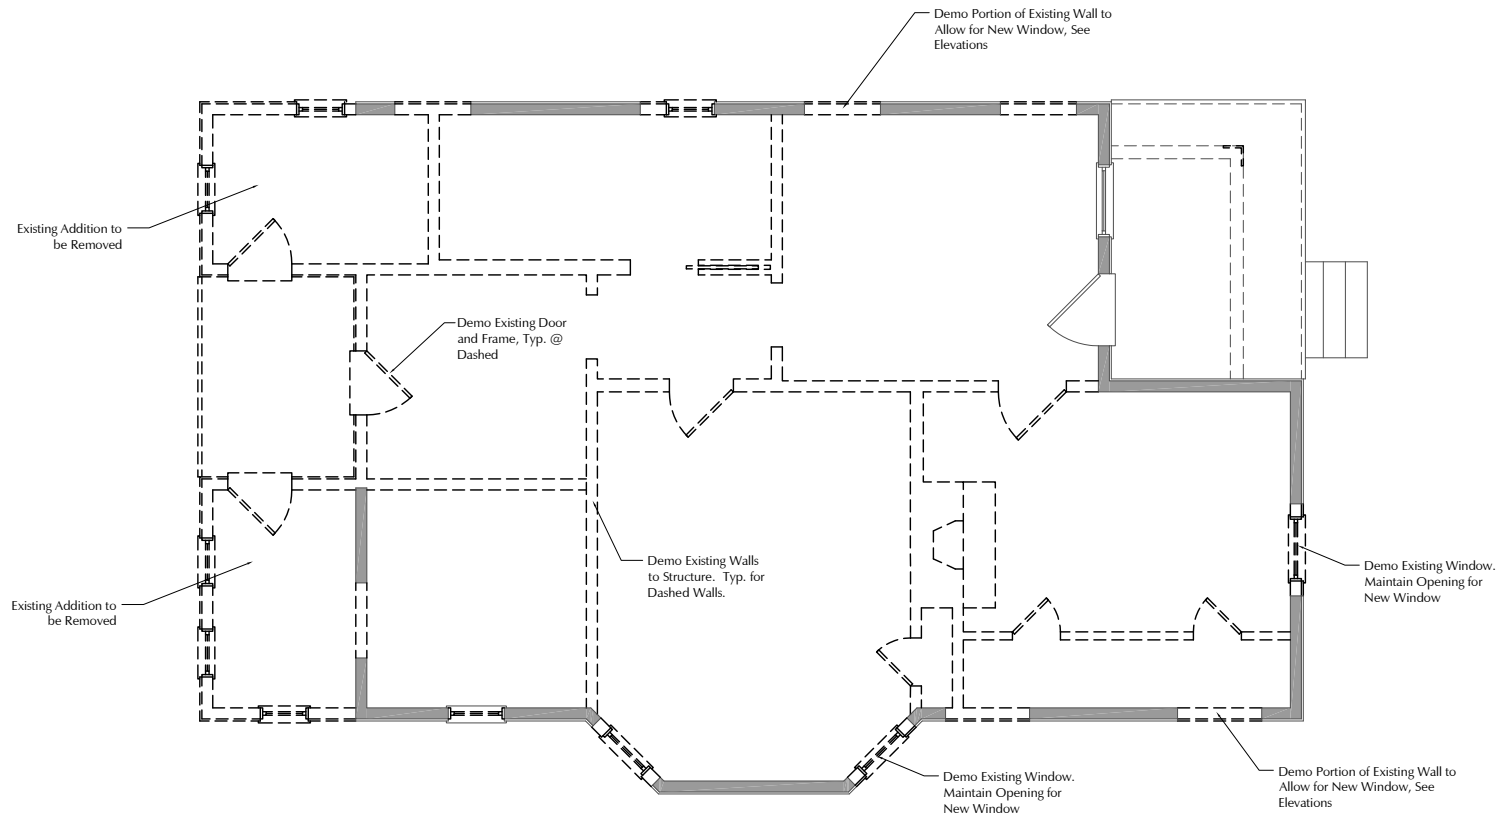 Demo Portion of Existing Wall to
Allow for New Window, See
Elevations
Existing Addition to
be Removed
Demo Existing Door
and Frame, Typ. @
Dashed
Demo Existing Walls
to Structure.  Typ. for
Dashed Walls.
Demo Existing Window.
Maintain Opening for
New Window
Existing Addition to
be Removed
Demo Existing Window.
Maintain Opening for
New Window
Demo Portion of Existing Wall to
Allow for New Window, See
Elevations